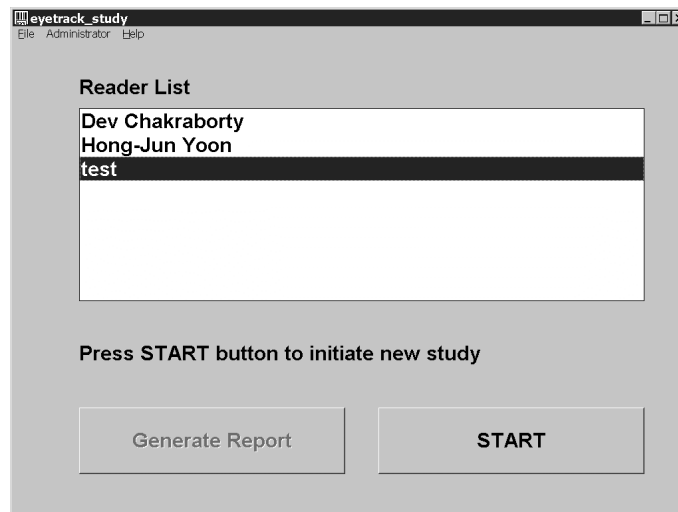 eyetrack_study
File Administrator Help
Reader List
Dev Chakraborty
Hong-Jun Yoon
test
Press START button to initiate new study
Generate Report START